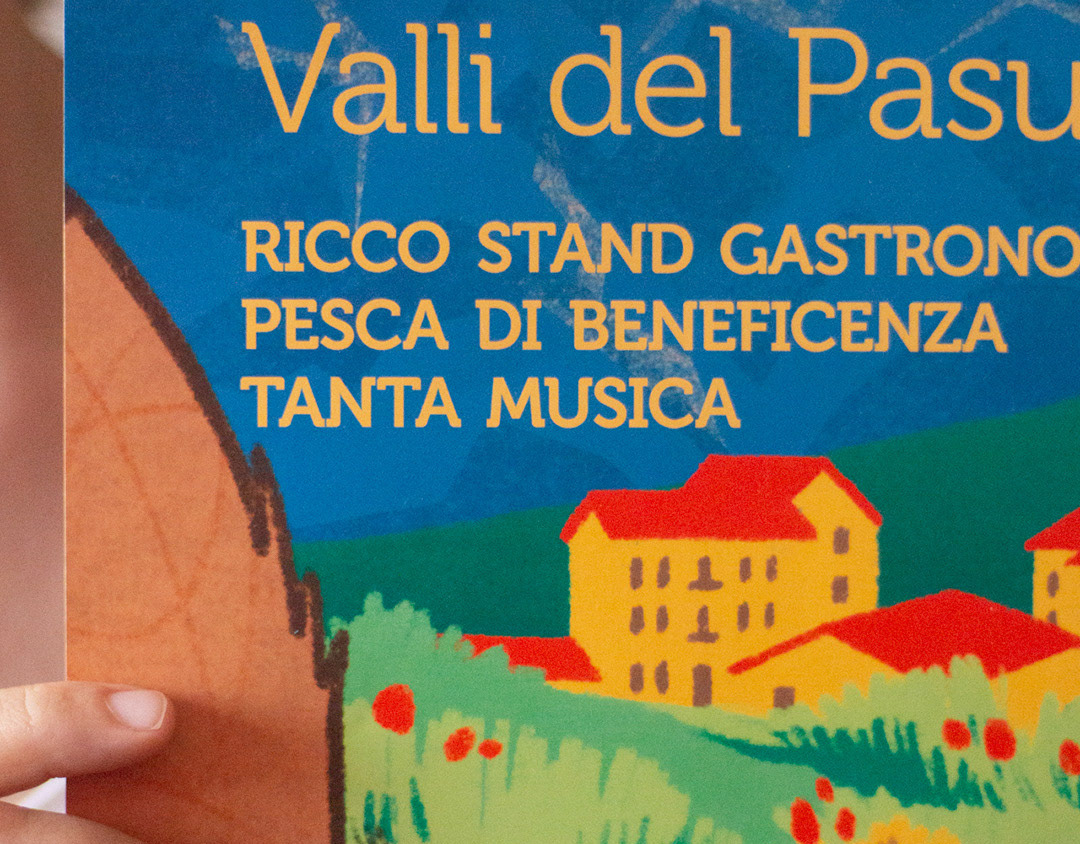 Valli del Pasu
RICCO STAND GASTRONO
PESCA DI BENEFICENZA
TANTA MUSICA